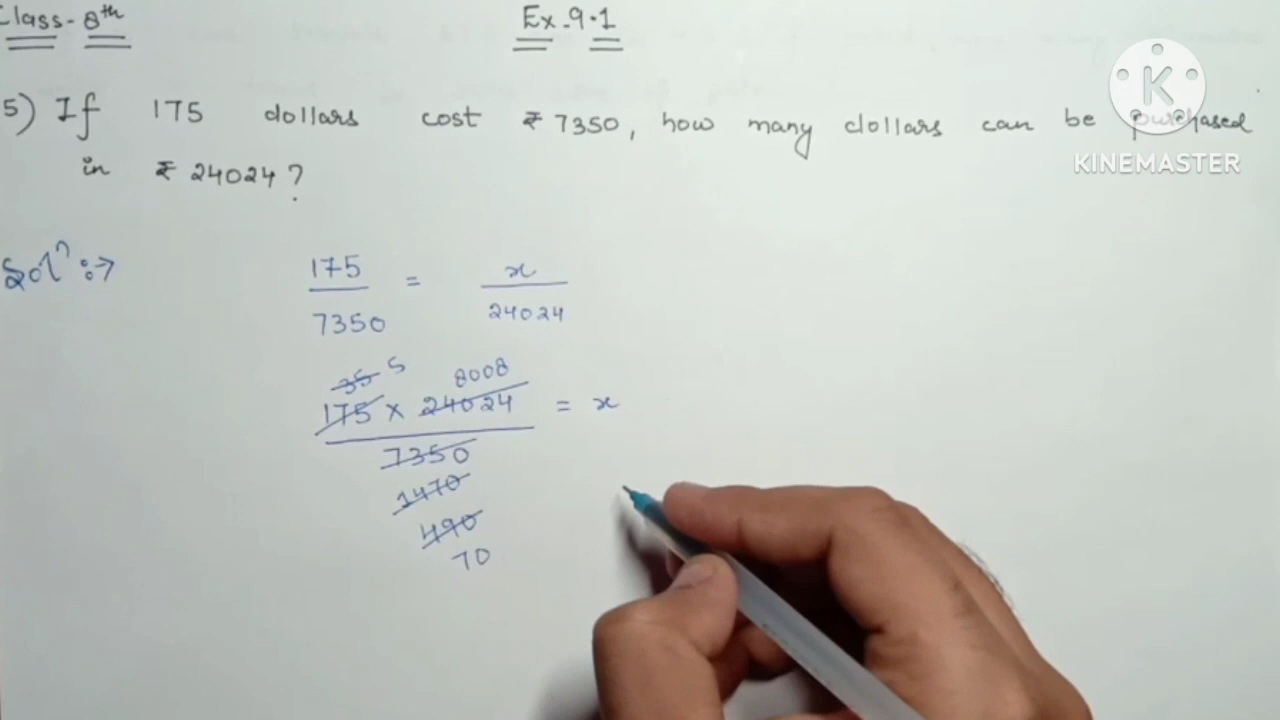 Class- 8th Ex-9.1
5) If 175 dollars cost ₹ 7350, how many dollars can be purchased
in ₹ 24024?
KINEMASTER
Solⁿ :→
175 = x
7350 24024
35 5 8008
175 × 24024 = x
7350
1470
490
70